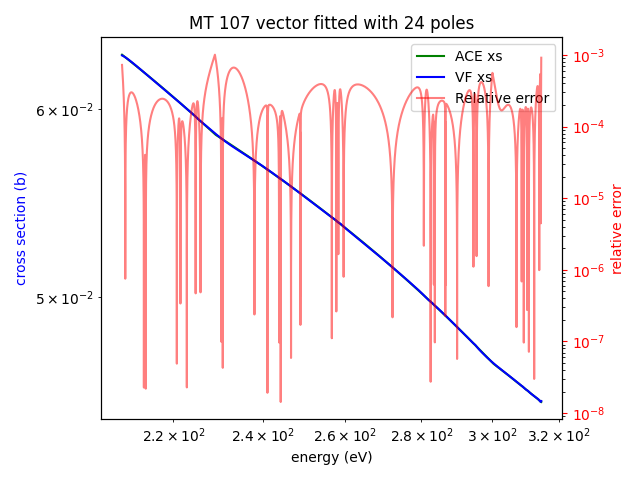 MT 107 vector fitted with 24 poles
ACE xs
VF xs
Relative error
6 × 10⁻²
5 × 10⁻²
cross section (b)
10⁻³
10⁻⁴
10⁻⁵
10⁻⁶
10⁻⁷
10⁻⁸
relative error
2.2 × 10² 2.4 × 10² 2.6 × 10² 2.8 × 10² 3 × 10² 3.2 × 10²
energy (eV)